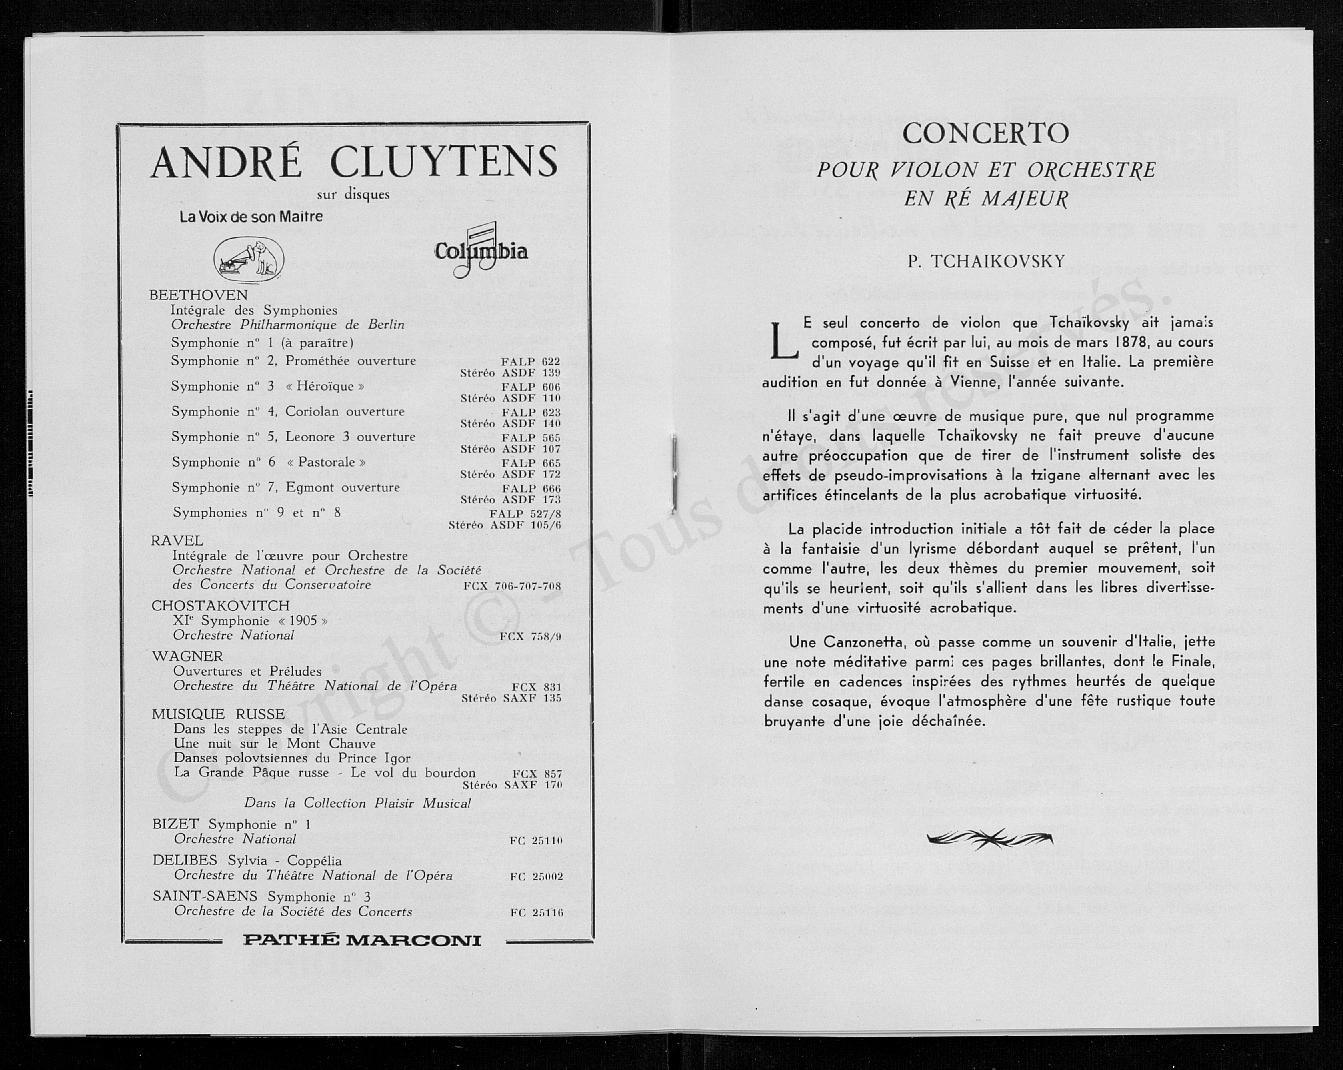 ANDRÉ CLUYTENS
sur disques
La Voix de son Maitre
Columbia
BEETHOVEN
Intégrale des Symphonies
Orchestre Philharmonique de Berlin
Symphonie n° 1 (à paraître)
Symphonie n° 2, Prométhée ouverture FALP 622
Stéréo ASDF 139
Symphonie n° 3 « Héroïque » FALP 606
Stéréo ASDF 110
Symphonie n° 4, Coriolan ouverture FALP 623
Stéréo ASDF 140
Symphonie n° 5, Leonore 3 ouverture FALP 565
Stéréo ASDF 107
Symphonie n° 6 « Pastorale » FALP 665
Stéréo ASDF 172
Symphonie n° 7, Egmont ouverture FALP 666
Stéréo ASDF 173
Symphonies n° 9 et n° 8 FALP 527/8
Stéréo ASDF 105/6
RAVEL
Intégrale de l'œuvre pour Orchestre
Orchestre National et Orchestre de la Société
des Concerts du Conservatoire FCX 706-707-708
CHOSTAKOVITCH
XIe Symphonie « 1905 »
Orchestre National FCX 758/9
WAGNER
Ouvertures et Préludes
Orchestre du Théâtre National de l'Opéra FCX 831
Stéréo SAXF 135
MUSIQUE RUSSE
Dans les steppes de l'Asie Centrale
Une nuit sur le Mont Chauve
Danses polovtsiennes du Prince Igor
La Grande Pâque russe - Le vol du bourdon FCX 857
Stéréo SAXF 170
Dans la Collection Plaisir Musical
BIZET Symphonie n° 1
Orchestre National FC 25110
DELIBES Sylvia - Coppélia
Orchestre du Théâtre National de l'Opéra FC 25002
SAINT-SAENS Symphonie n° 3
Orchestre de la Société des Concerts FC 25116
PATHÉ MARCONI
CONCERTO
POUR VIOLON ET ORCHESTRE
EN RÉ MAJEUR
P. TCHAIKOVSKY
LE seul concerto de violon que Tchaïkovsky ait jamais
composé, fut écrit par lui, au mois de mars 1878, au cours
d'un voyage qu'il fit en Suisse et en Italie. La première
audition en fut donnée à Vienne, l'année suivante.
Il s'agit d'une œuvre de musique pure, que nul programme
n'étaye, dans laquelle Tchaïkovsky ne fait preuve d'aucune
autre préoccupation que de tirer de l'instrument soliste des
effets de pseudo-improvisations à la tzigane alternant avec les
artifices étincelants de la plus acrobatique virtuosité.
La placide introduction initiale a tôt fait de céder la place
à la fantaisie d'un lyrisme débordant auquel se prêtent, l'un
comme l'autre, les deux thèmes du premier mouvement, soit
qu'ils se heurient, soit qu'ils s'allient dans les libres divertisse-
ments d'une virtuosité acrobatique.
Une Canzonetta, où passe comme un souvenir d'Italie, jette
une note méditative parmi ces pages brillantes, dont le Finale,
fertile en cadences inspirées des rythmes heurtés de quelque
danse cosaque, évoque l'atmosphère d'une fête rustique toute
bruyante d'une joie déchaînée.
Copyright © - Tous droits réservés.